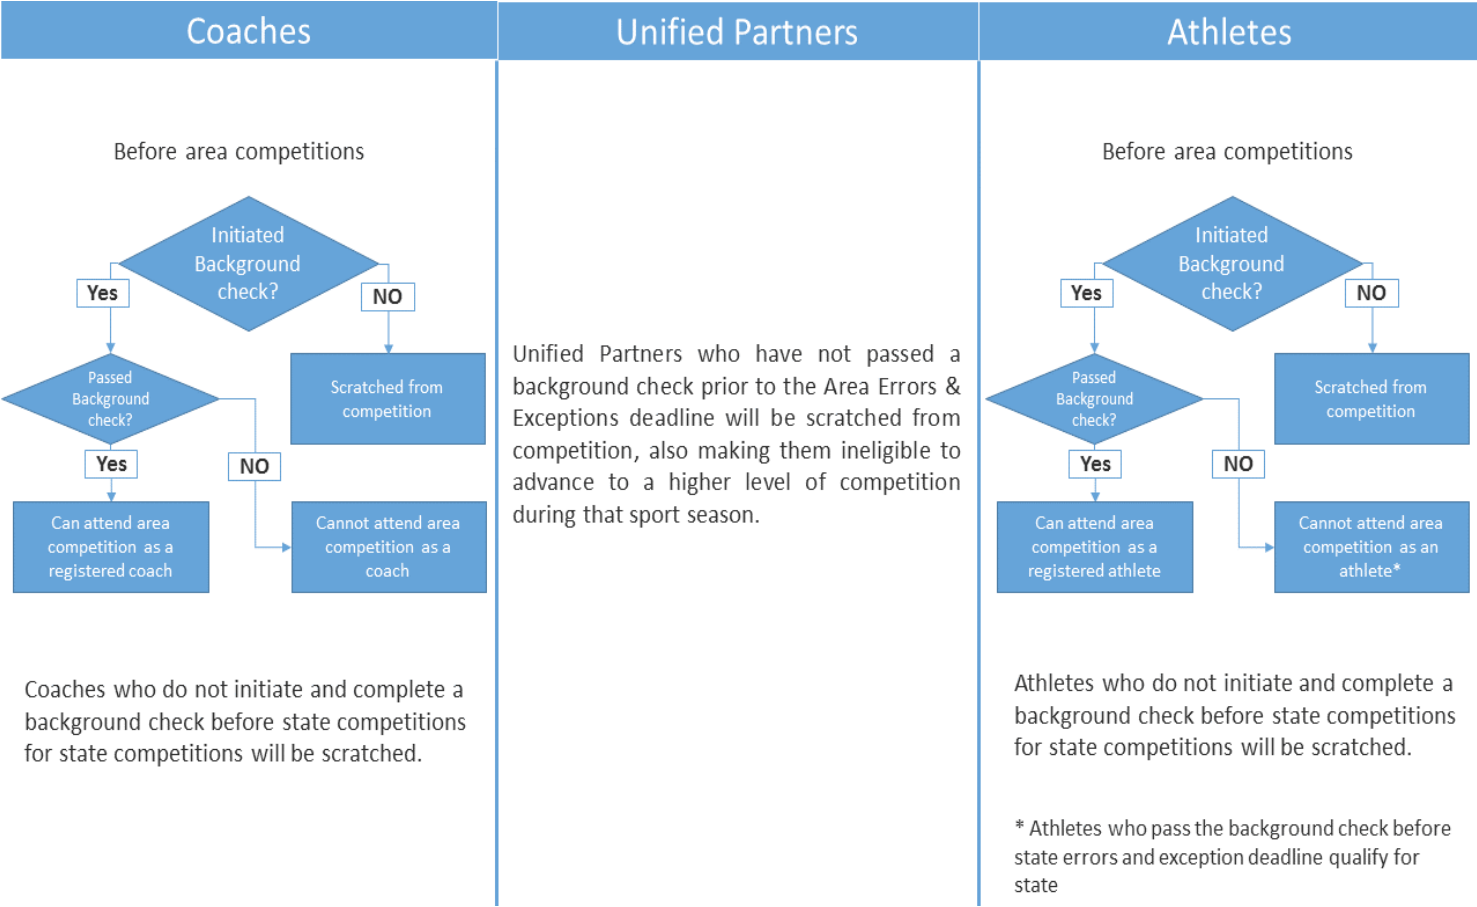 Coaches
Unified Partners
Athletes
Before area competitions
Initiated
Background
check?
Yes
NO
Passed
Background
check?
Scratched from
competition
Yes
NO
Can attend area
competition as a
registered coach
Cannot attend area
competition as a
coach
Coaches who do not initiate and complete a
background check before state competitions
for state competitions will be scratched.
Unified Partners who have not passed a
background check prior to the Area Errors &
Exceptions deadline will be scratched from
competition, also making them ineligible to
advance to a higher level of competition
during that sport season.
Before area competitions
Initiated
Background
check?
Yes
NO
Passed
Background
check?
Scratched from
competition
Yes
NO
Can attend area
competition as a
registered athlete
Cannot attend area
competition as an
athlete*
Athletes who do not initiate and complete a
background check before state competitions
for state competitions will be scratched.
* Athletes who pass the background check before
state errors and exception deadline qualify for
state